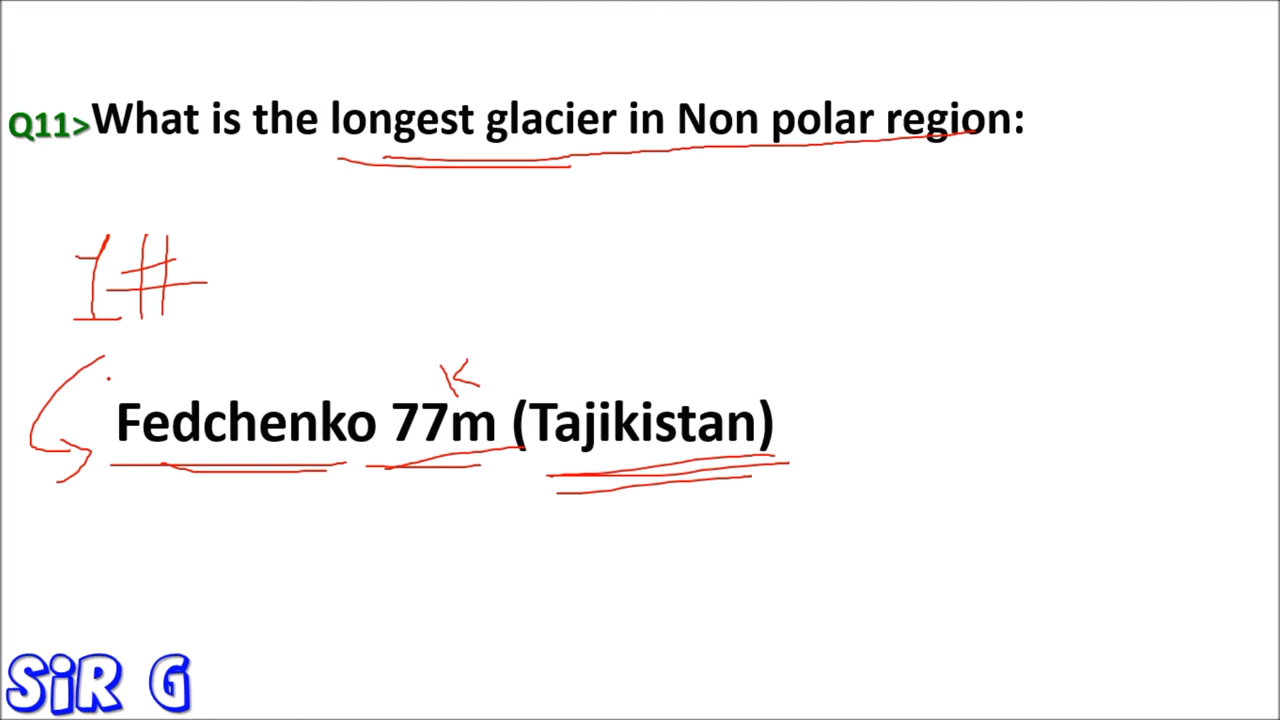 Q11>What is the longest glacier in Non polar region:
1#
K
Fedchenko 77m (Tajikistan)
SiR G